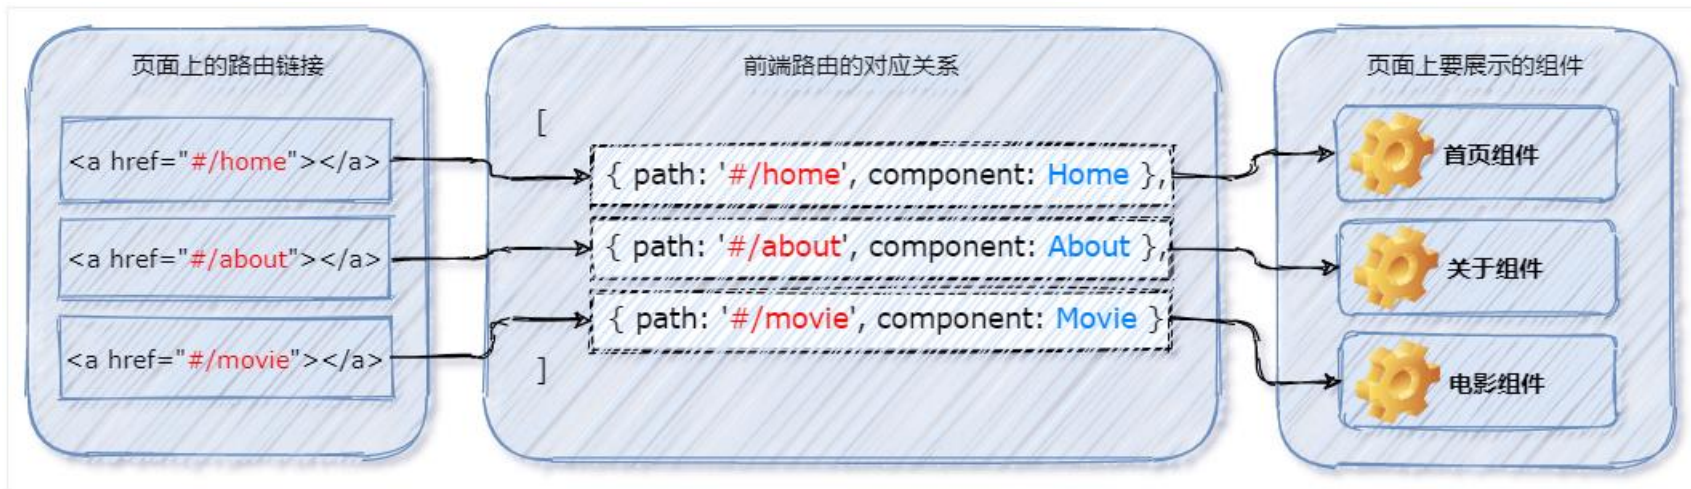 页面上的路由链接
<a href="#/home"></a>
<a href="#/about"></a>
<a href="#/movie"></a>
前端路由的对应关系
[
{ path: '#/home', component: Home },
{ path: '#/about', component: About },
{ path: '#/movie', component: Movie }
]
页面上要展示的组件
首页组件
关于组件
电影组件